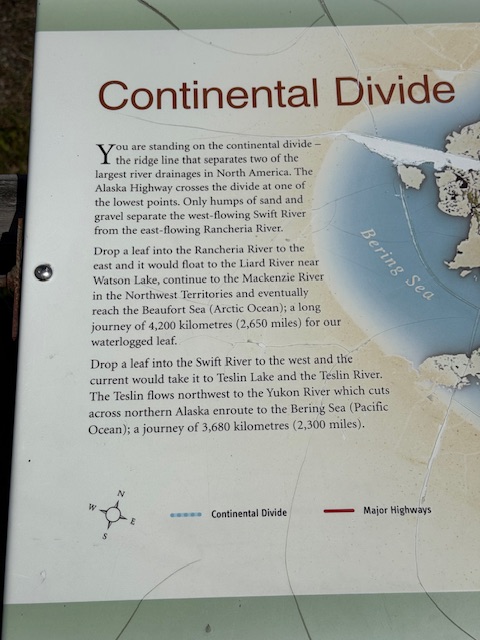 Continental Divide
You are standing on the continental divide –
the ridge line that separates two of the
largest river drainages in North America. The
Alaska Highway crosses the divide at one of
the lowest points. Only humps of sand and
gravel separate the west-flowing Swift River
from the east-flowing Rancheria River.
Drop a leaf into the Rancheria River to the
east and it would float to the Liard River near
Watson Lake, continue to the Mackenzie River
in the Northwest Territories and eventually
reach the Beaufort Sea (Arctic Ocean); a long
journey of 4,200 kilometres (2,650 miles) for our
waterlogged leaf.
Drop a leaf into the Swift River to the west and the
current would take it to Teslin Lake and the Teslin River.
The Teslin flows northwest to the Yukon River which cuts
across northern Alaska enroute to the Bering Sea (Pacific
Ocean); a journey of 3,680 kilometres (2,300 miles).
Bering Sea
N
W
E
S
Continental Divide
Major Highways